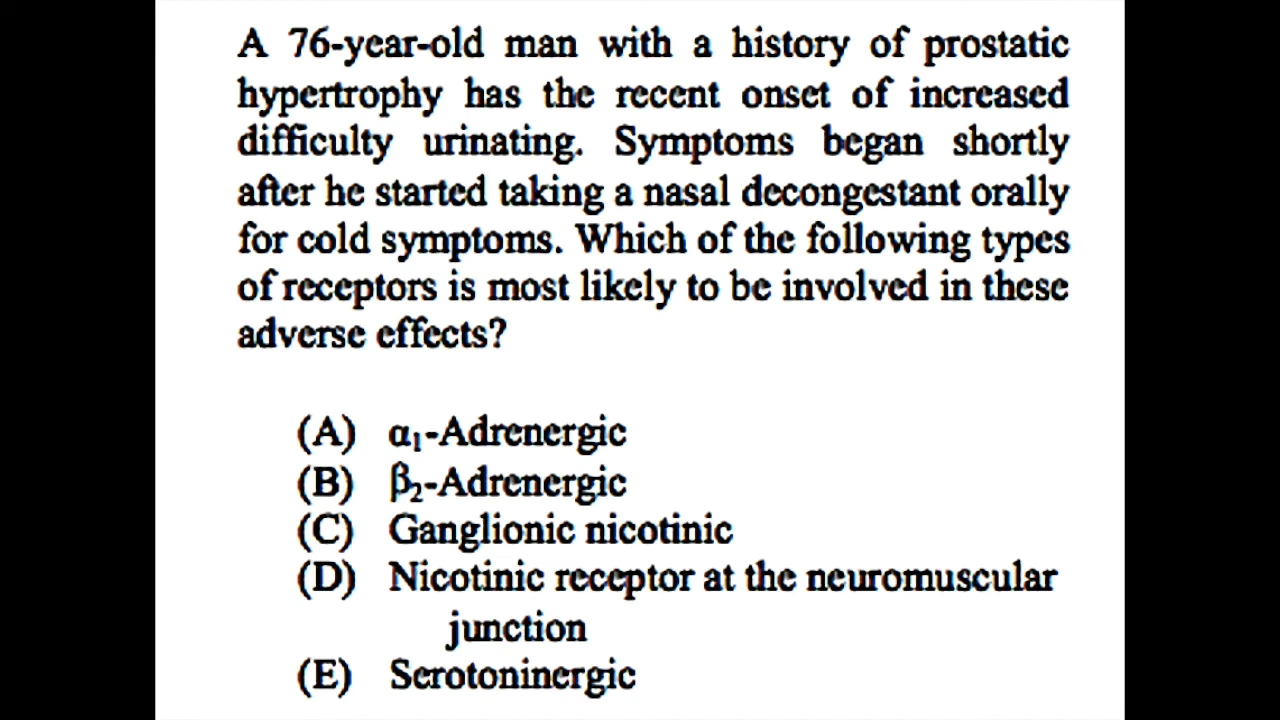 A 76-year-old man with a history of prostatic
hypertrophy has the recent onset of increased
difficulty urinating. Symptoms began shortly
after he started taking a nasal decongestant orally
for cold symptoms. Which of the following types
of receptors is most likely to be involved in these
adverse effects?
(A) α₁-Adrenergic
(B) β₂-Adrenergic
(C) Ganglionic nicotinic
(D) Nicotinic receptor at the neuromuscular
junction
(E) Serotoninergic